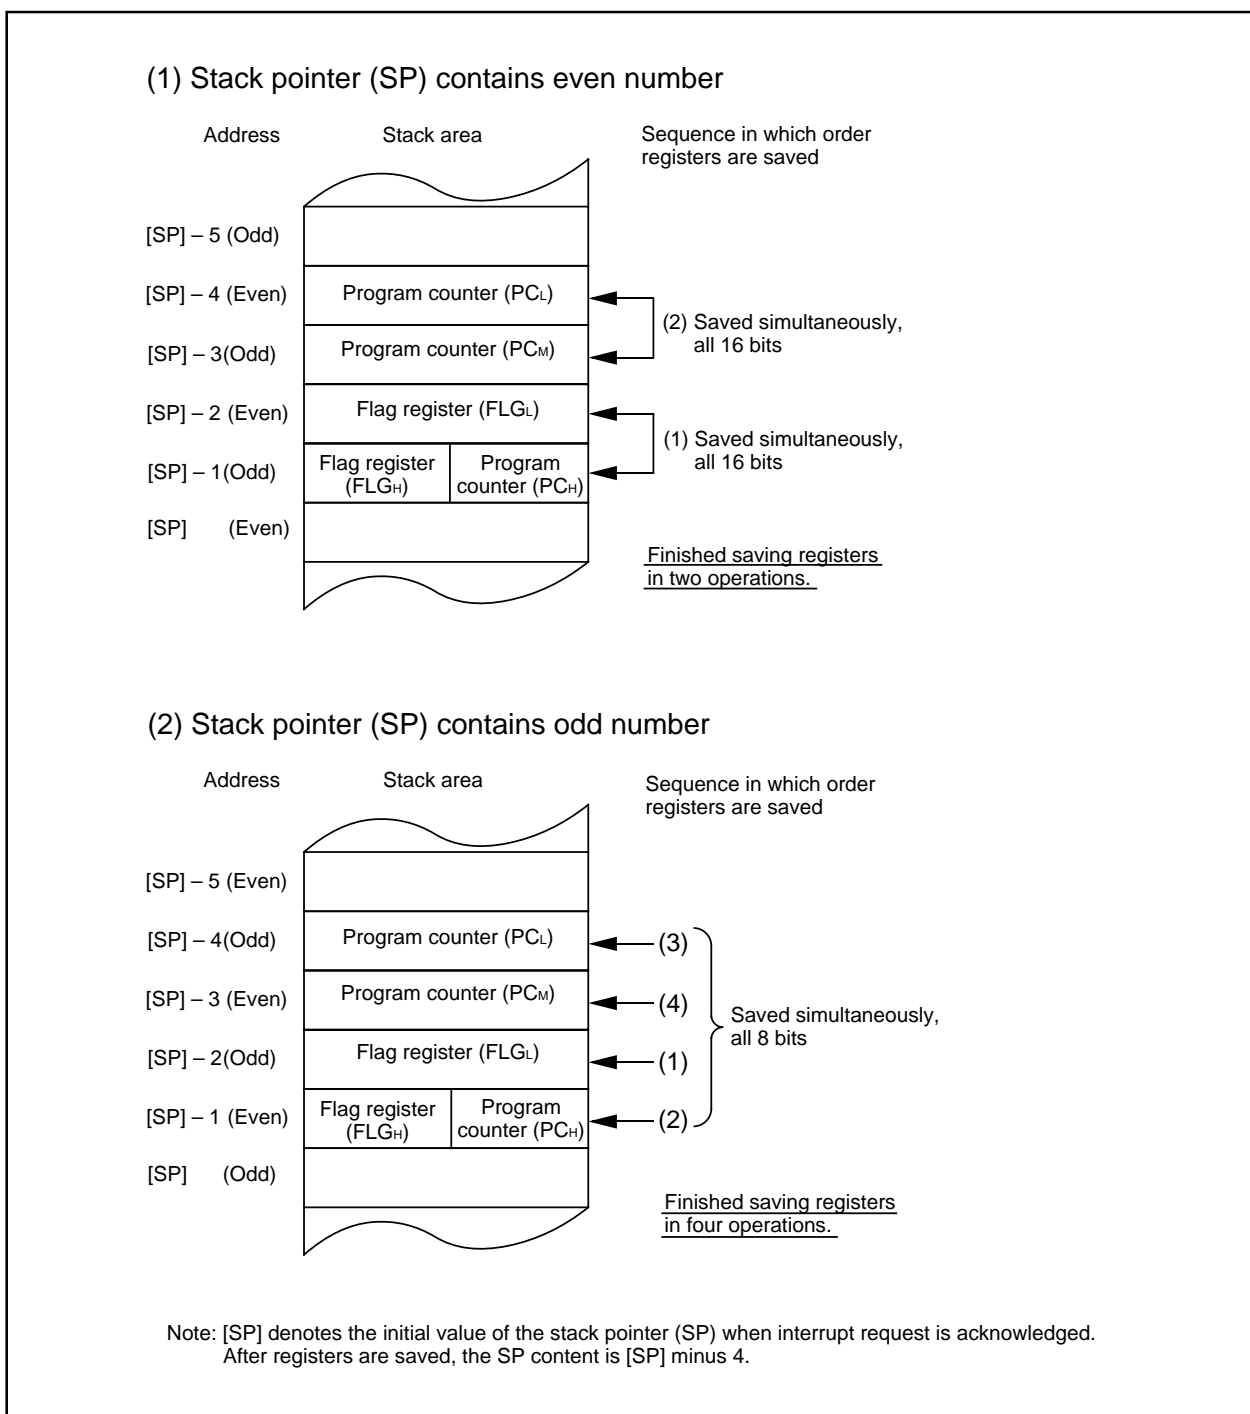 (1) Stack pointer (SP) contains even number
Address
Stack area
Sequence in which order
registers are saved
[SP] – 5 (Odd)
[SP] – 4 (Even)
Program counter (PCL)
[SP] – 3(Odd)
Program counter (PCM)
(2) Saved simultaneously,
all 16 bits
[SP] – 2 (Even)
Flag register (FLGL)
[SP] – 1(Odd)
Flag register
(FLGH)
Program
counter (PCH)
(1) Saved simultaneously,
all 16 bits
[SP] (Even)
Finished saving registers
in two operations.
(2) Stack pointer (SP) contains odd number
Address
Stack area
Sequence in which order
registers are saved
[SP] – 5 (Even)
[SP] – 4(Odd)
Program counter (PCL)
(3)
[SP] – 3 (Even)
Program counter (PCM)
(4)
Saved simultaneously,
all 8 bits
[SP] – 2(Odd)
Flag register (FLGL)
(1)
[SP] – 1 (Even)
Flag register
(FLGH)
Program
counter (PCH)
(2)
[SP] (Odd)
Finished saving registers
in four operations.
Note: [SP] denotes the initial value of the stack pointer (SP) when interrupt request is acknowledged.
After registers are saved, the SP content is [SP] minus 4.